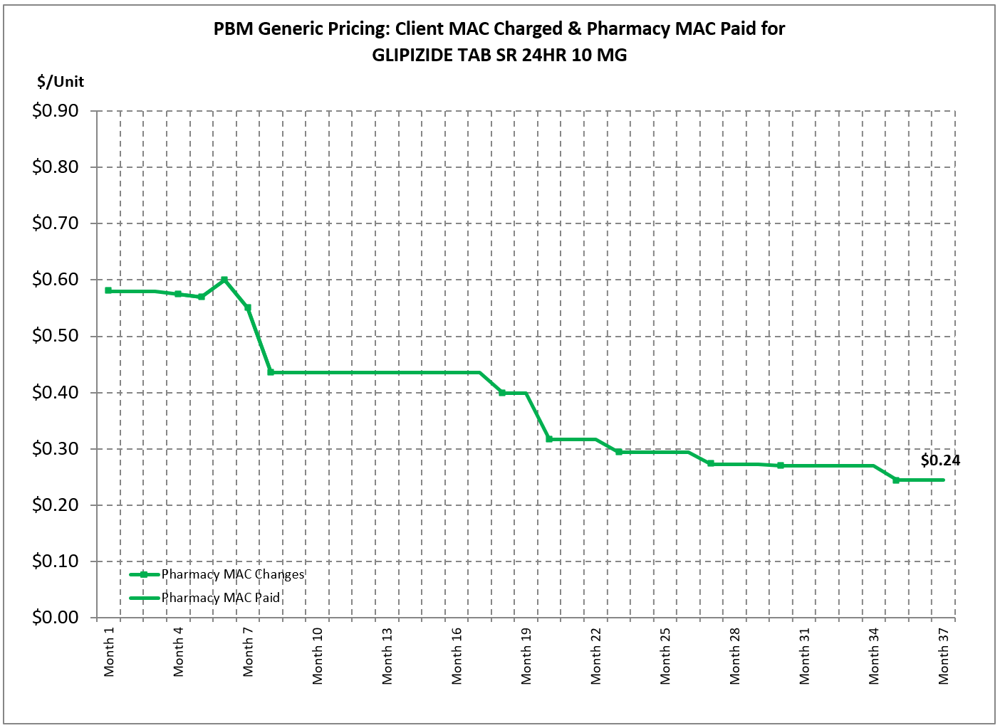 PBM Generic Pricing: Client MAC Charged & Pharmacy MAC Paid for
GLIPIZIDE TAB SR 24HR 10 MG
$/Unit
$0.90
$0.80
$0.70
$0.60
$0.50
$0.40
$0.30
$0.20
$0.10
$0.00
$0.24
Pharmacy MAC Changes
Pharmacy MAC Paid
Month 1
Month 4
Month 7
Month 10
Month 13
Month 16
Month 19
Month 22
Month 25
Month 28
Month 31
Month 34
Month 37